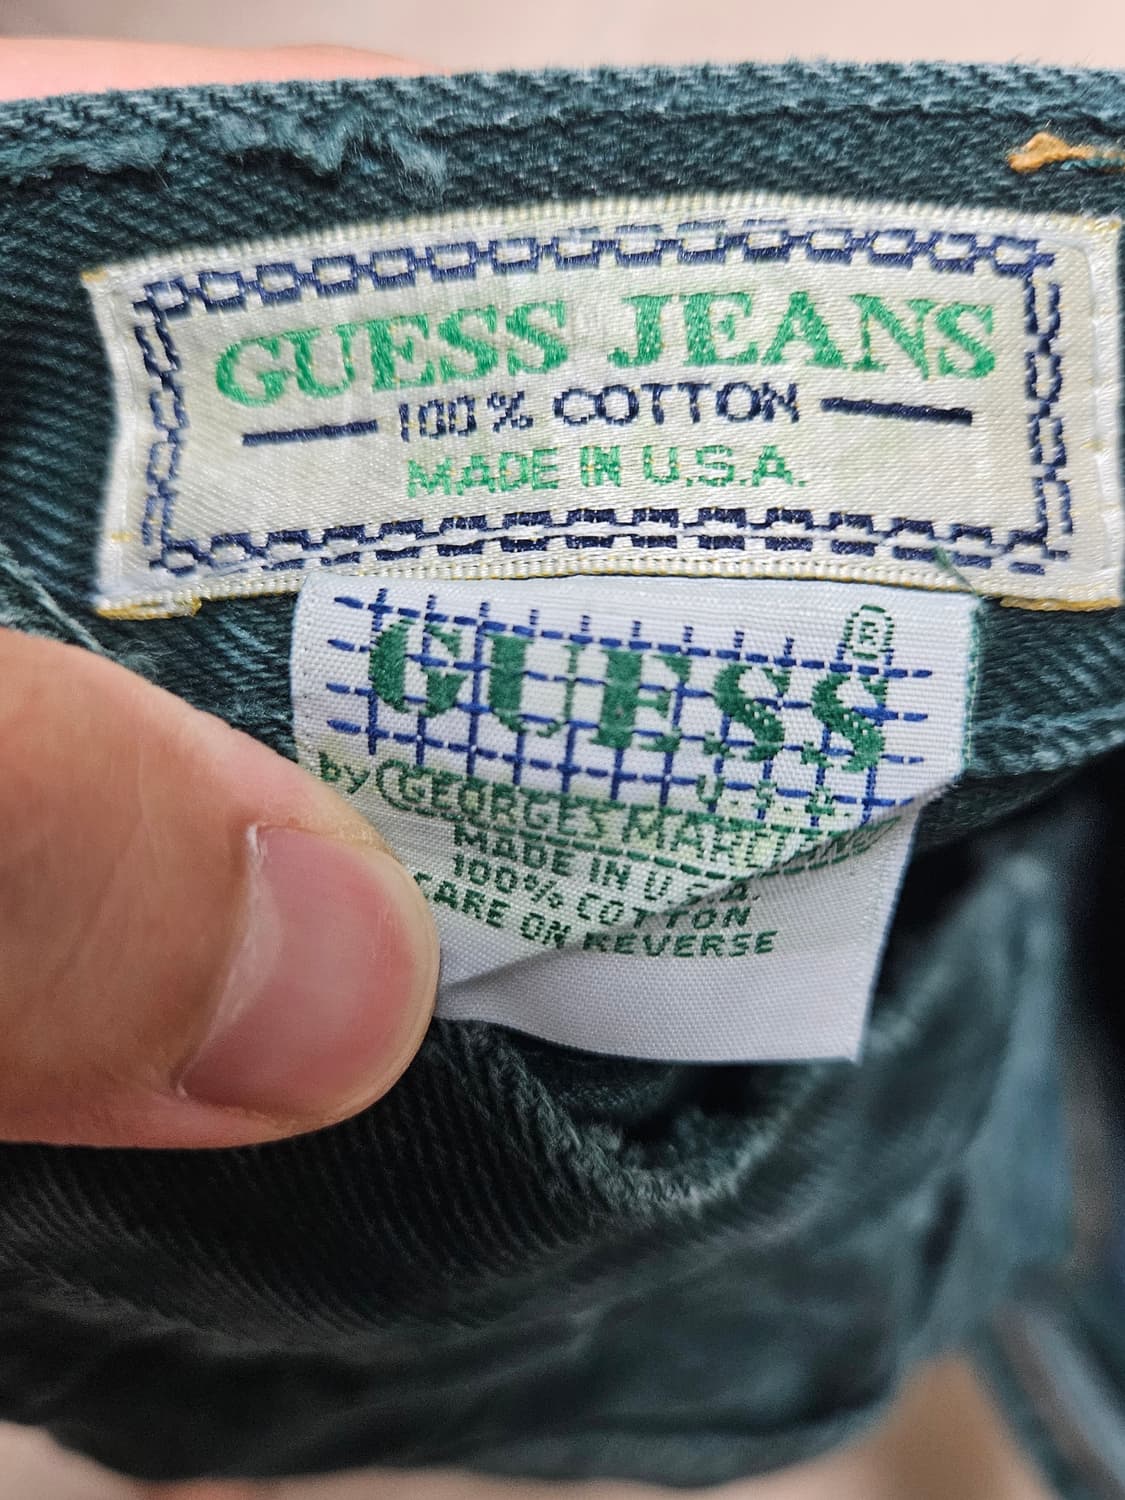 GUESS JEANS
100% COTTON
MADE IN U.S.A.
GUESS ®
U.S.A.
by GEORGES MARCIANO
MADE IN U.S.A.
100% COTTON
CARE ON REVERSE